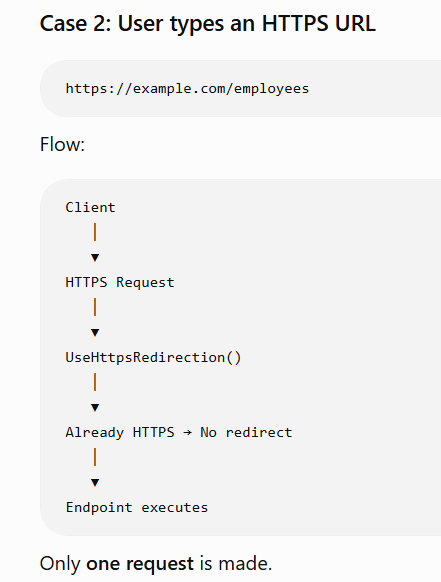 Case 2: User types an HTTPS URL
https://example.com/employees
Flow:
Client
│
▼
HTTPS Request
│
▼
UseHttpsRedirection()
│
▼
Already HTTPS → No redirect
│
▼
Endpoint executes
Only one request is made.